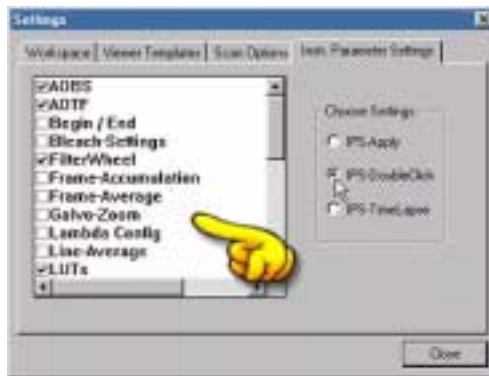 Settings
Workspace Viewer Templates Scan Options Instr. Parameter Settings
AOBS
AOTF
Begin / End
Bleach-Settings
FilterWheel
Frame-Accumulation
Frame-Average
Galvo-Zoom
Lambda Config
Line-Average
LUTs
Choose Settings
IPS-Apply
IPS-DoubleClick
IPS-TimeLapse
Close